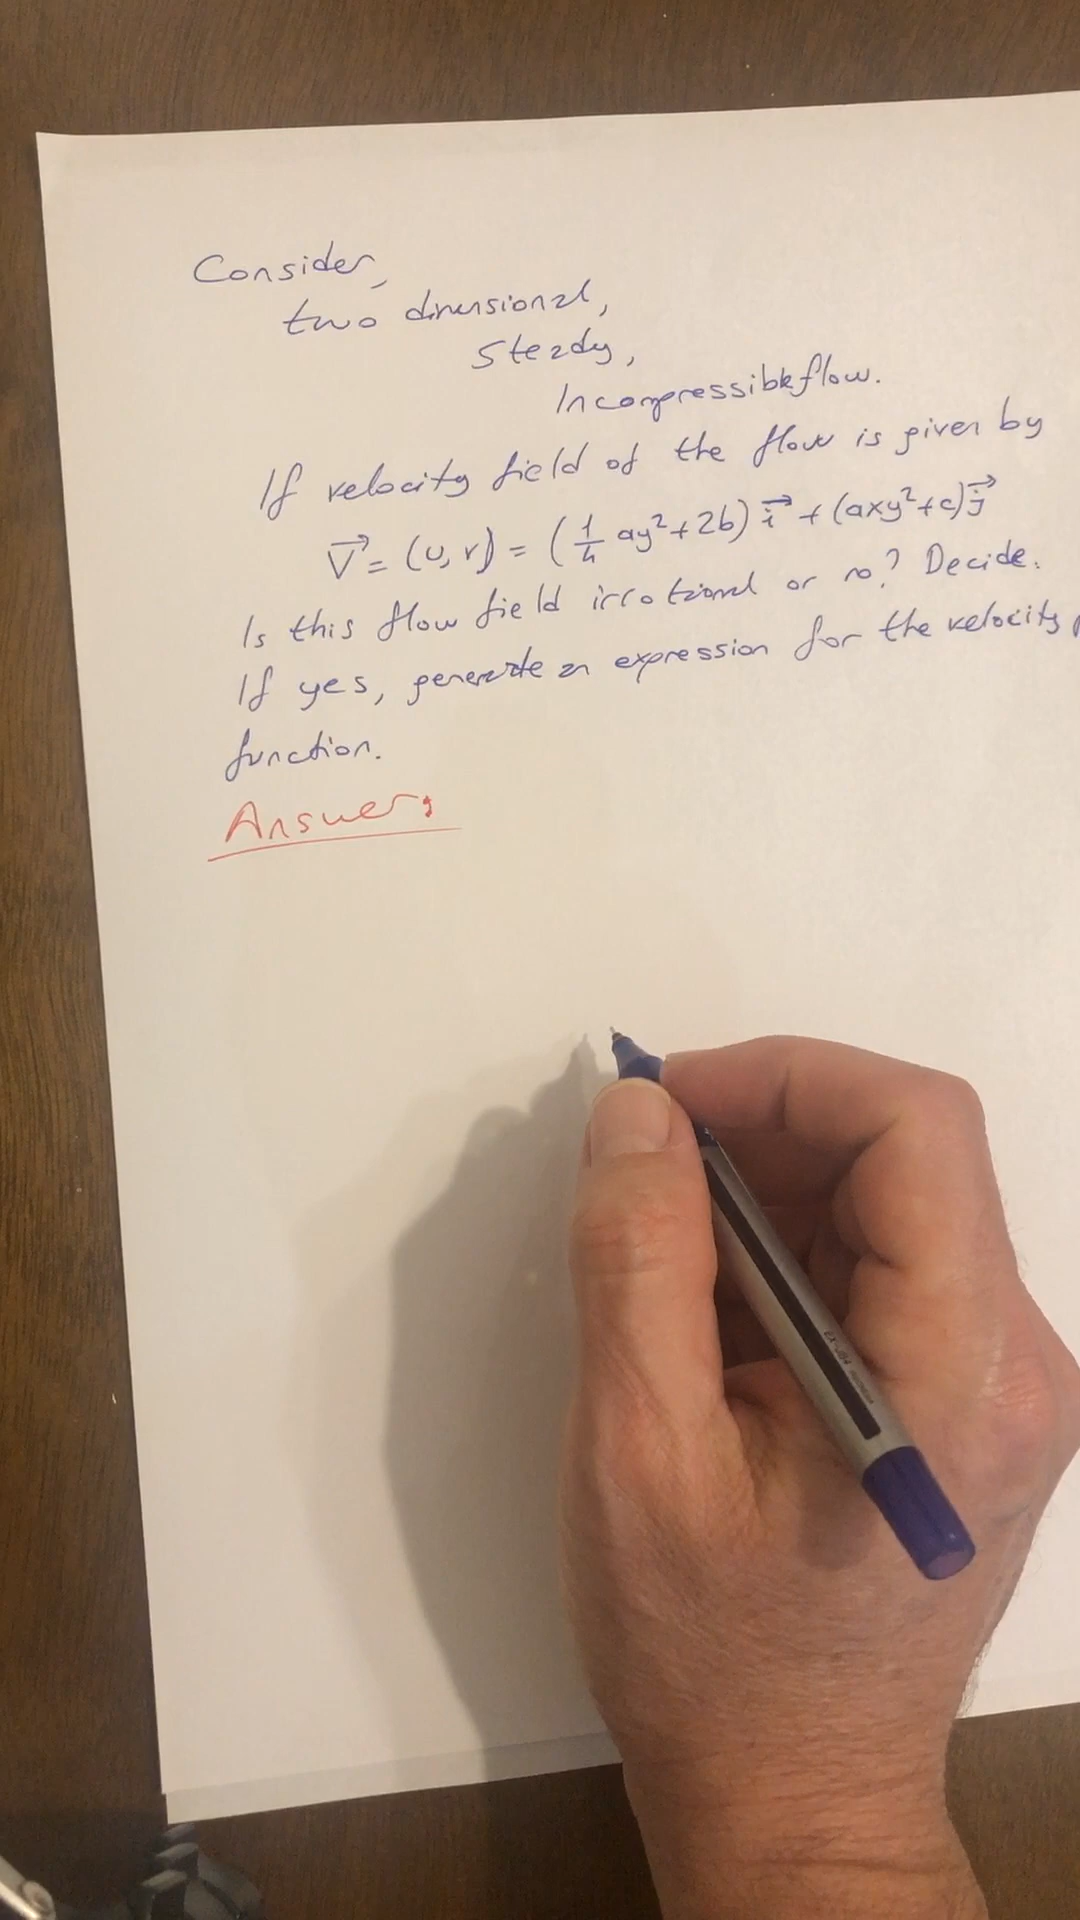 Consider,
two dimensional,
Steady,
Incompressible flow.
If velocity field of the flow is given by
V⃗ = (u, v) = (1/4 ay² + 2b) i⃗ + (axy² + c) j⃗
Is this flow field irrotional or no? Decide.
If yes, generate an expression for the velocity
function.
Answer;